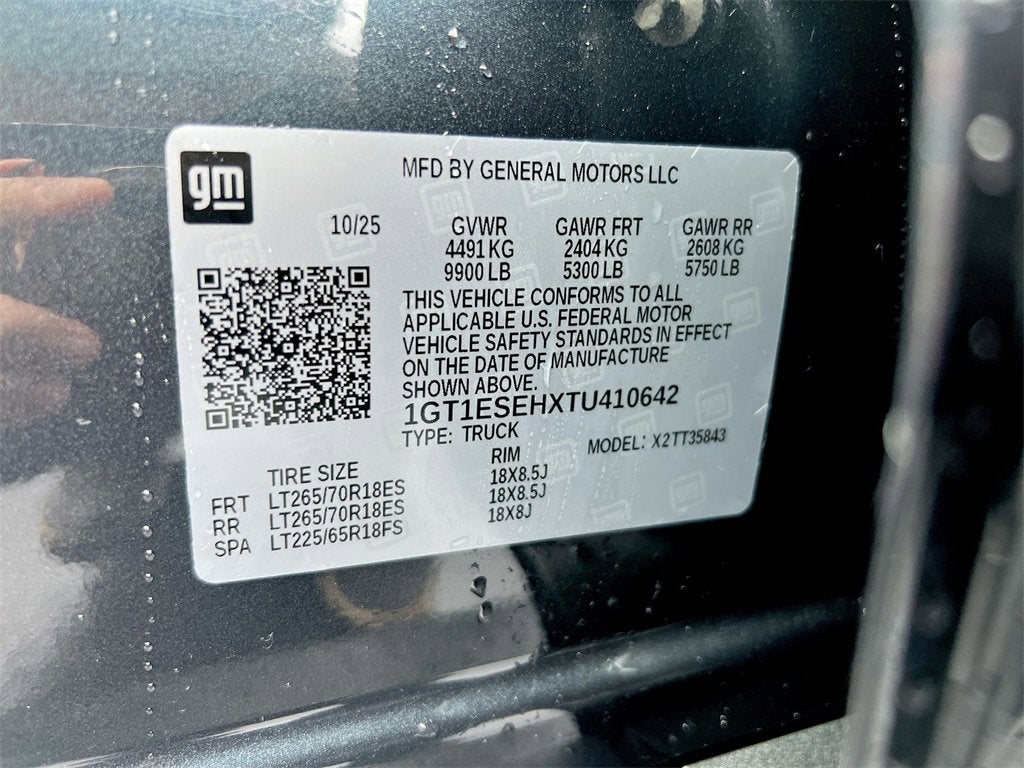 gm
MFD BY GENERAL MOTORS LLC
10/25 GVWR GAWR FRT GAWR RR
4491 KG 2404 KG 2608 KG
9900 LB 5300 LB 5750 LB
THIS VEHICLE CONFORMS TO ALL
APPLICABLE U.S. FEDERAL MOTOR
VEHICLE SAFETY STANDARDS IN EFFECT
ON THE DATE OF MANUFACTURE
SHOWN ABOVE.
1GT1ESEHXTU410642
TYPE: TRUCK MODEL: X2TT35843
TIRE SIZE RIM
FRT LT265/70R18ES 18X8.5J
RR LT265/70R18ES 18X8.5J
SPA LT225/65R18FS 18X8J